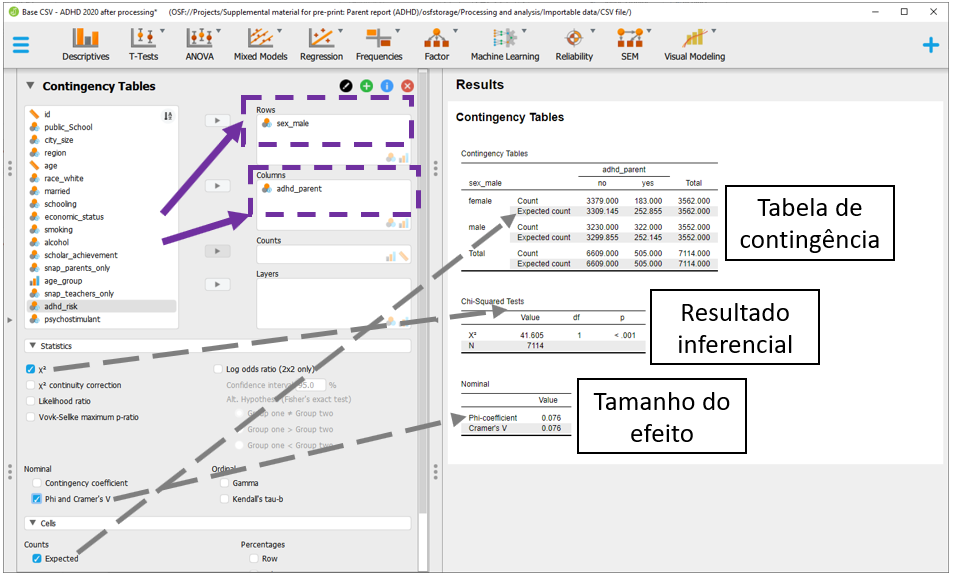 Base CSV - ADHD 2020 after processing* (OSF://Projects/Supplemental material for pre-print: Parent report (ADHD)/osfstorage/Processing and analysis/Importable data/CSV file/)
Descriptives T-Tests ANOVA Mixed Models Regression Frequencies Factor Machine Learning Reliability SEM Visual Modeling
Contingency Tables
id
public_School
city_size
region
age
race_white
married
schooling
economic_status
smoking
alcohol
scholar_achievement
snap_parents_only
age_group
snap_teachers_only
adhd_risk
psychostimulant
Rows
sex_male
Columns
adhd_parent
Counts
Layers
Statistics
χ²
χ² continuity correction
Likelihood ratio
Vovk-Sellke maximum p-ratio
Log odds ratio (2x2 only)
Confidence interval 95.0 %
Alt. Hypothesis (Fisher's exact test)
Group one ≠ Group two
Group one > Group two
Group one < Group two
Nominal
Contingency coefficient
Phi and Cramer's V
Ordinal
Gamma
Kendall's tau-b
Cells
Counts
Expected
Percentages
Row
Results
Contingency Tables
Contingency Tables
adhd_parent
sex_male no yes Total
female Count 3379.000 183.000 3562.000
Expected count 3309.145 252.855 3562.000
male Count 3230.000 322.000 3552.000
Expected count 3299.855 252.145 3552.000
Total Count 6609.000 505.000 7114.000
Expected count 6609.000 505.000 7114.000
Tabela de
contingência
Chi-Squared Tests
Value df p
X² 41.605 1 < .001
N 7114
Resultado
inferencial
Nominal
Value
Phi-coefficient 0.076
Cramer's V 0.076
Tamanho do
efeito